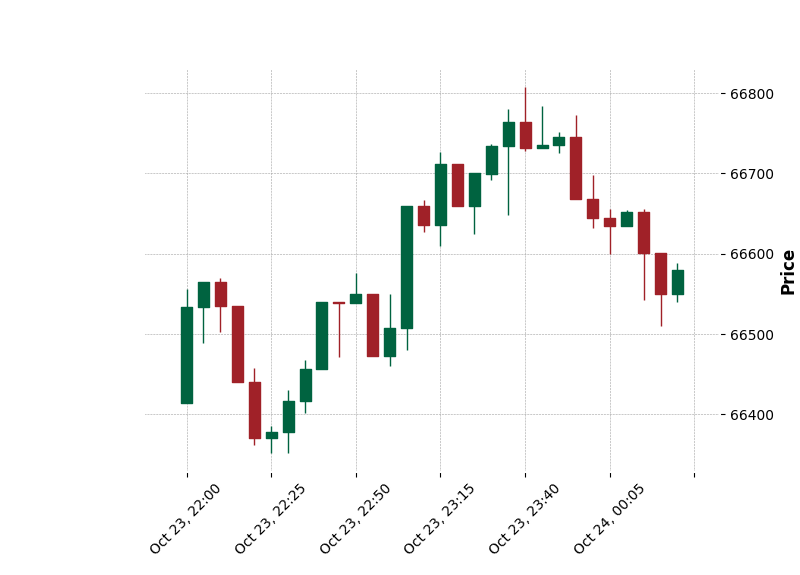 66800
66700
66600
66500
66400
Price
Oct 23, 22:00
Oct 23, 22:25
Oct 23, 22:50
Oct 23, 23:15
Oct 23, 23:40
Oct 24, 00:05